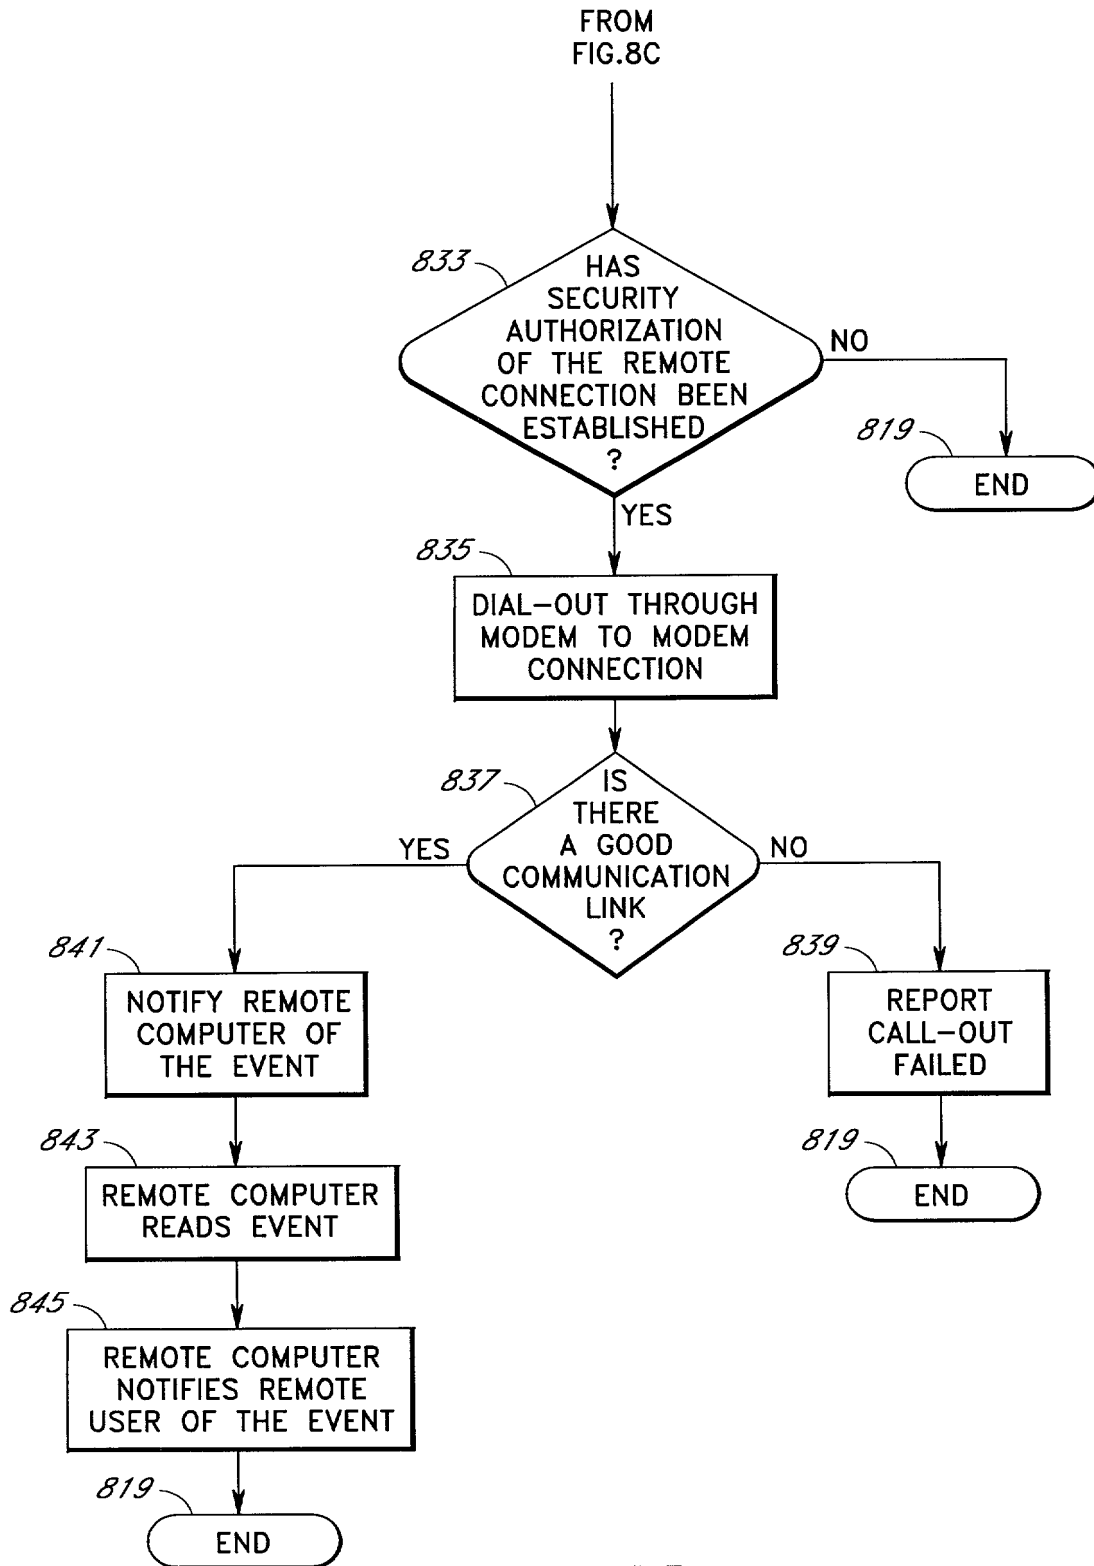 FROM
FIG.8C
833
HAS
SECURITY
AUTHORIZATION
OF THE REMOTE
CONNECTION BEEN
ESTABLISHED
?
NO
819
END
YES
835
DIAL-OUT THROUGH
MODEM TO MODEM
CONNECTION
837
IS
THERE
A GOOD
COMMUNICATION
LINK
?
YES
NO
841
NOTIFY REMOTE
COMPUTER OF
THE EVENT
839
REPORT
CALL-OUT
FAILED
843
REMOTE COMPUTER
READS EVENT
819
END
845
REMOTE COMPUTER
NOTIFIES REMOTE
USER OF THE EVENT
819
END